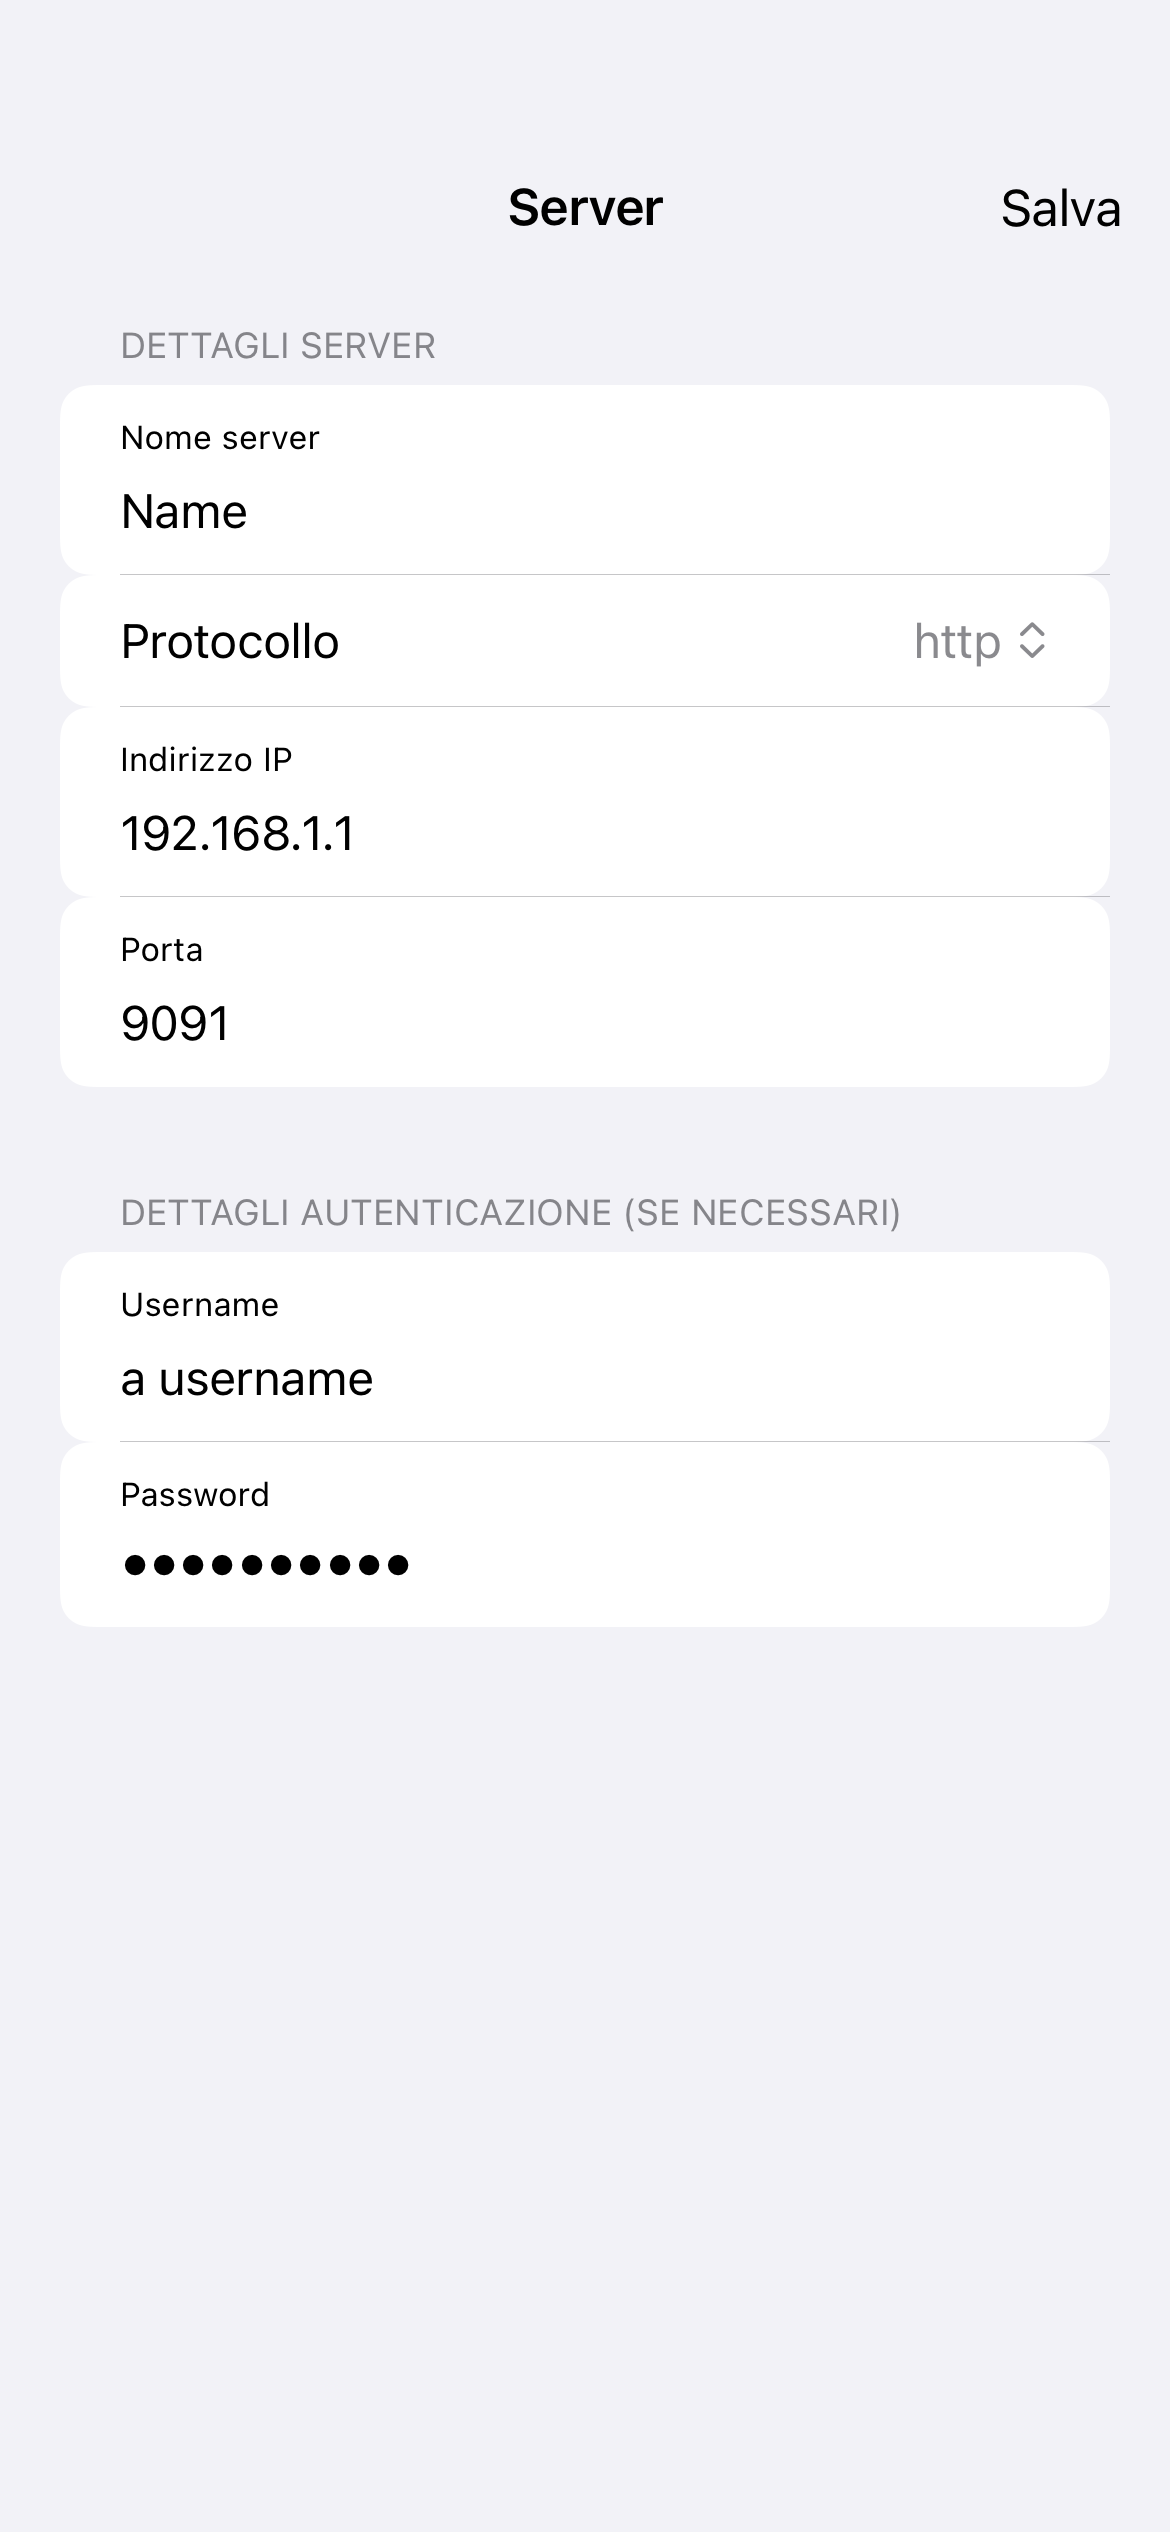 Server
Salva
DETTAGLI SERVER
Nome server
Name
Protocollo
http
Indirizzo IP
192.168.1.1
Porta
9091
DETTAGLI AUTENTICAZIONE (SE NECESSARI)
Username
a username
Password
●●●●●●●●●●